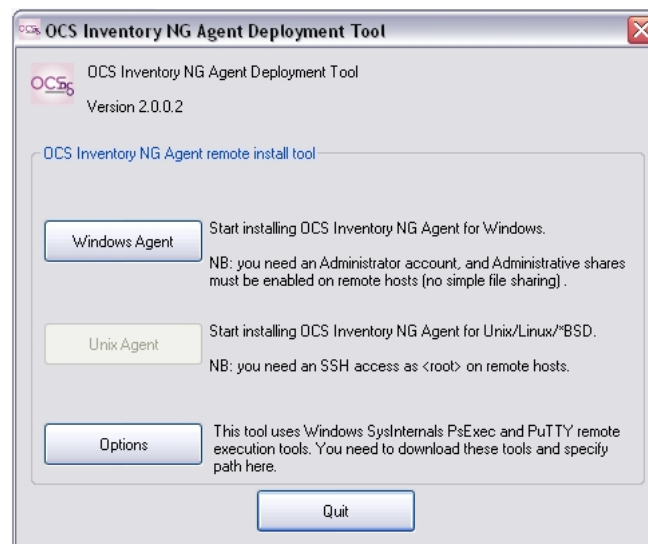 OCS Inventory NG Agent Deployment Tool
OCS Inventory NG Agent Deployment Tool
Version 2.0.0.2
OCS Inventory NG Agent remote install tool
Windows Agent
Start installing OCS Inventory NG Agent for Windows.
NB: you need an Administrator account, and Administrative shares
must be enabled on remote hosts (no simple file sharing) .
Unix Agent
Start installing OCS Inventory NG Agent for Unix/Linux/*BSD.
NB: you need an SSH access as <root> on remote hosts.
Options
This tool uses Windows SysInternals PsExec and PuTTY remote
execution tools. You need to download these tools and specify
path here.
Quit